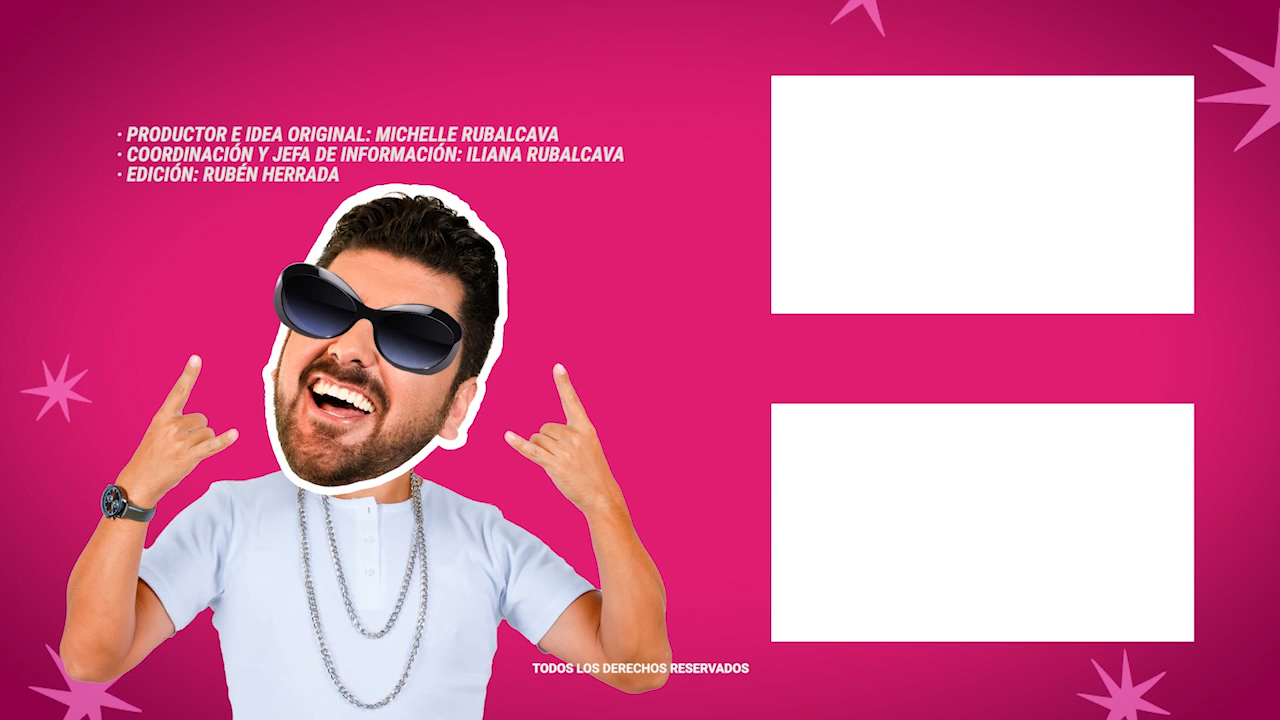 · PRODUCTOR E IDEA ORIGINAL: MICHELLE RUBALCAVA
· COORDINACIÓN Y JEFA DE INFORMACIÓN: ILIANA RUBALCAVA
· EDICIÓN: RUBÉN HERRADA
TODOS LOS DERECHOS RESERVADOS